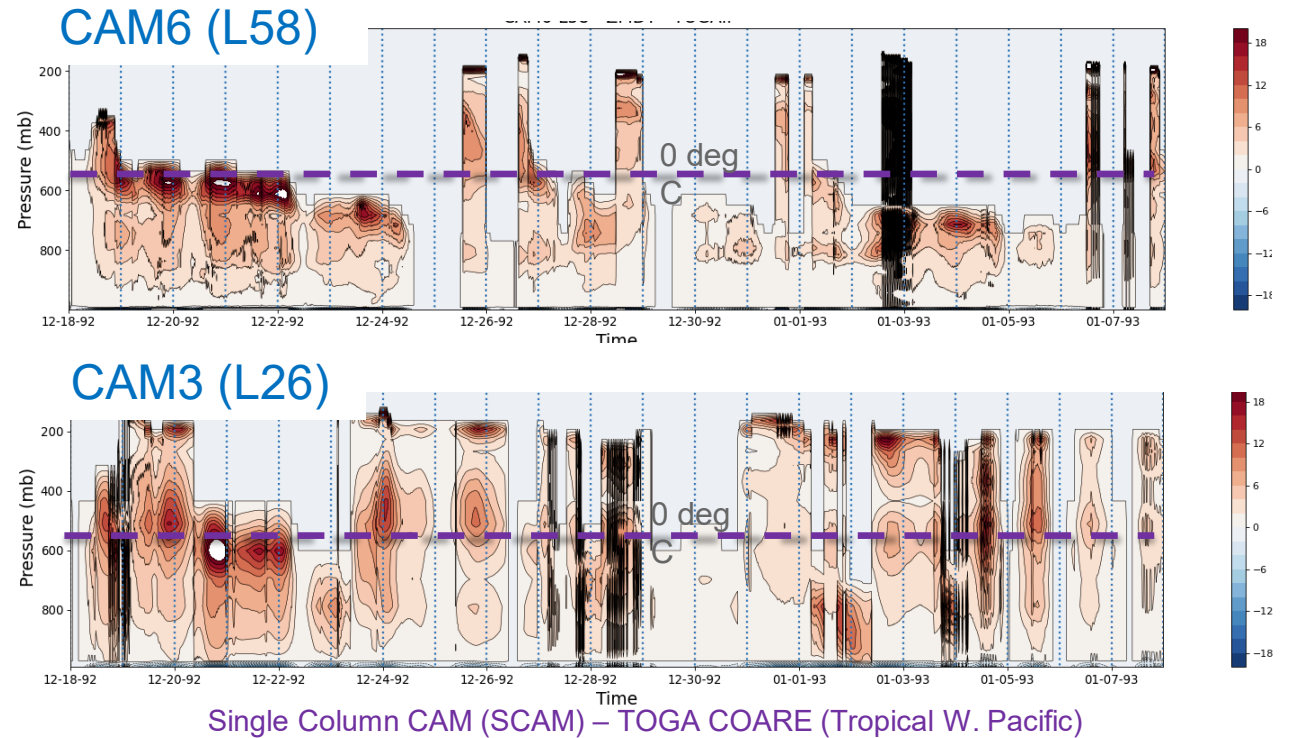 CAM6 (L58)
18
12
6
0
−6
−12
−18
Pressure (mb)
200
400
600
800
0 deg
C
12-18-92 12-20-92 12-22-92 12-24-92 12-26-92 12-28-92 12-30-92 01-01-93 01-03-93 01-05-93 01-07-93
Time
CAM3 (L26)
18
12
6
0
−6
−12
−18
Pressure (mb)
200
400
600
800
0 deg
C
12-18-92 12-20-92 12-22-92 12-24-92 12-26-92 12-28-92 12-30-92 01-01-93 01-03-93 01-05-93 01-07-93
Time
Single Column CAM (SCAM) – TOGA COARE (Tropical W. Pacific)